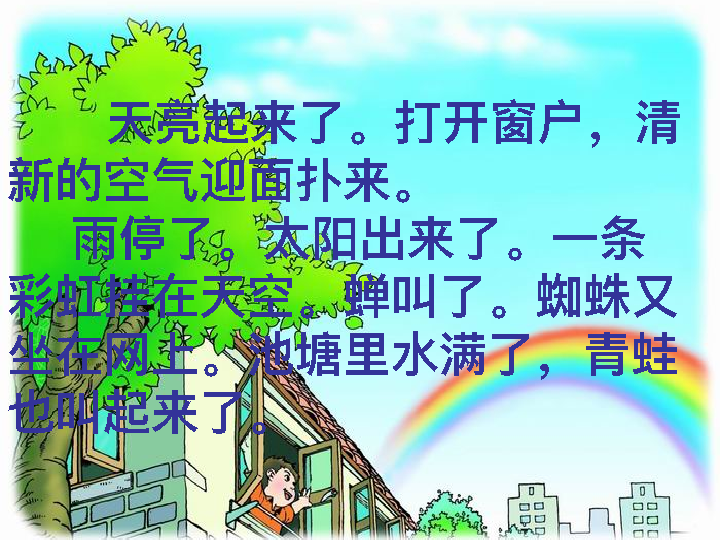 天亮起来了。打开窗户，清
新的空气迎面扑来。
雨停了。太阳出来了。一条
彩虹挂在天空。蝉叫了。蜘蛛又
坐在网上。池塘里水满了，青蛙
也叫起来了。